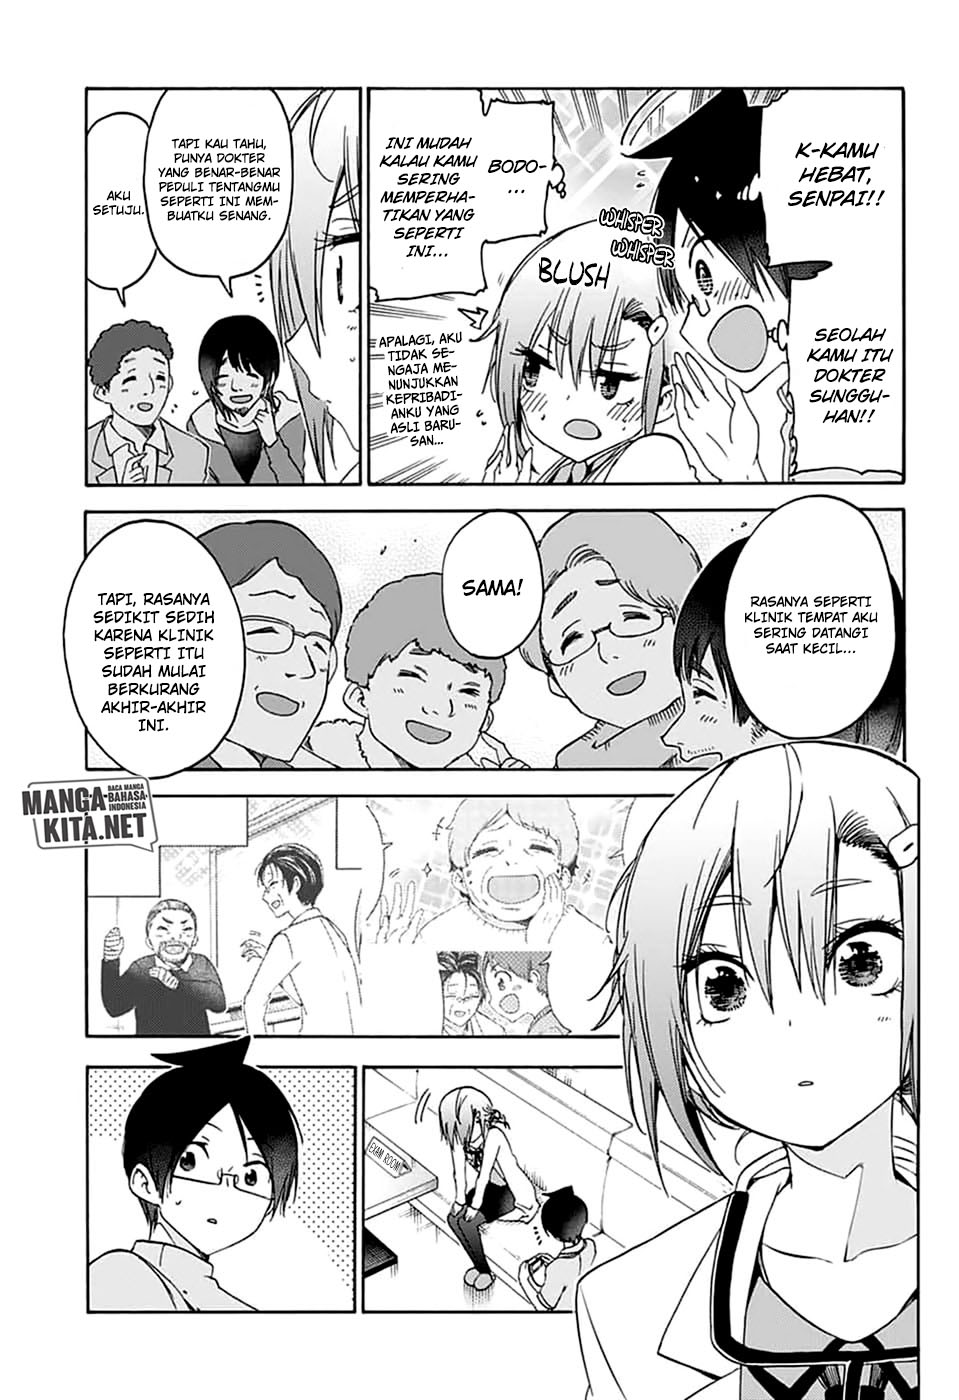 K-KAMU
HEBAT,
SENPAI!!
SEOLAH
KAMU ITU
DOKTER
SUNGGU-
HAN!!
WHISPER
WHISPER
BLUSH
BODO-
...
INI MUDAH
KALAU KAMU
SERING
MEMPERHA-
TIKAN YANG
SEPERTI
INI...
APALAGI, AKU
TIDAK SE-
NGAJA ME-
NUNJUKKAN
KEPRIBADI-
ANKU YANG
ASLI BARU-
SAN...
TAPI KAU TAHU,
PUNYA DOKTER
YANG BENAR-BENAR
PEDULI TENTANGMU
SEPERTI INI MEM-
BUATKU SENANG.
AKU
SETUJU.
RASANYA SEPERTI
KLINIK TEMPAT AKU
SERING DATANGI
SAAT KECIL...
SAMA!
TAPI, RASANYA
SEDIKIT SEDIH
KARENA KLINIK
SEPERTI ITU
SUDAH MULAI
BERKURANG
AKHIR-AKHIR
INI.
MANGA
KITA.NET
BACA MANGA
BAHASA
INDONESIA
EXAM ROOM